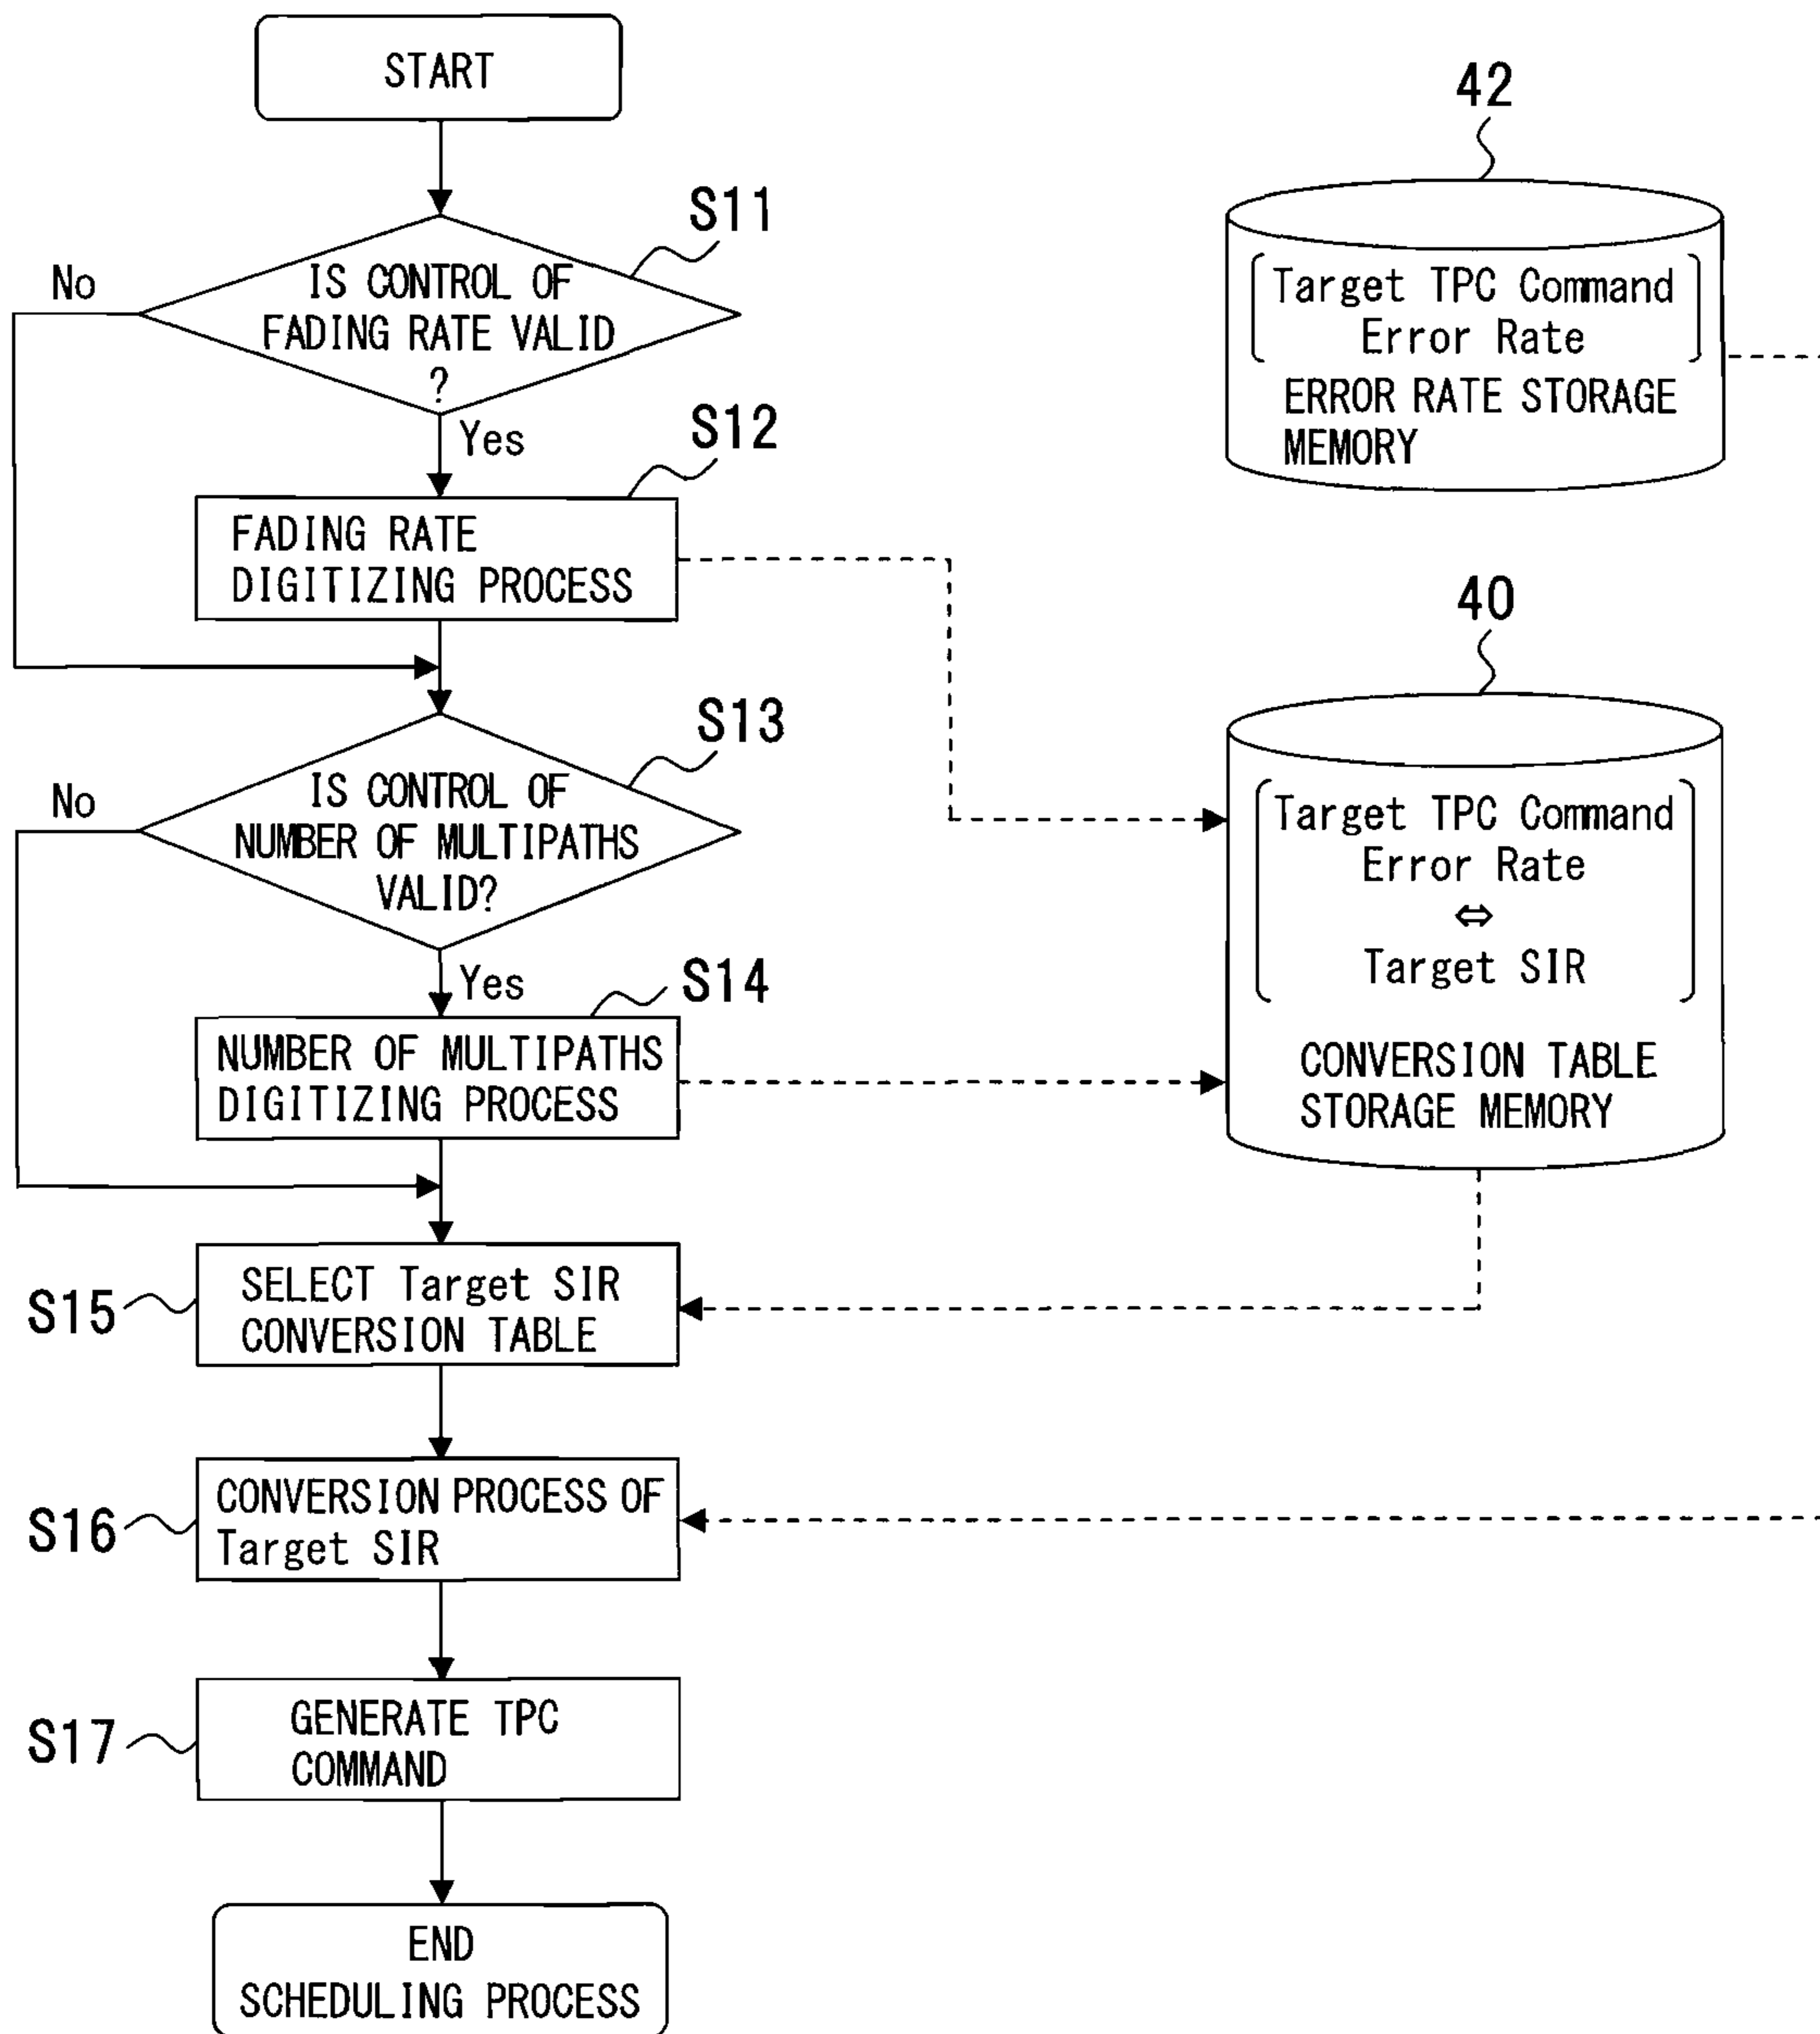 START
S11
No
IS CONTROL OF
FADING RATE VALID
?
Yes
S12
FADING RATE
DIGITIZING PROCESS
S13
No
IS CONTROL OF
NUMBER OF MULTIPATHS
VALID?
Yes
S14
NUMBER OF MULTIPATHS
DIGITIZING PROCESS
S15
SELECT Target SIR
CONVERSION TABLE
S16
CONVERSION PROCESS OF
Target SIR
S17
GENERATE TPC
COMMAND
END
SCHEDULING PROCESS
42
Target TPC Command
Error Rate
ERROR RATE STORAGE
MEMORY
40
Target TPC Command
Error Rate
⇔
Target SIR
CONVERSION TABLE
STORAGE MEMORY